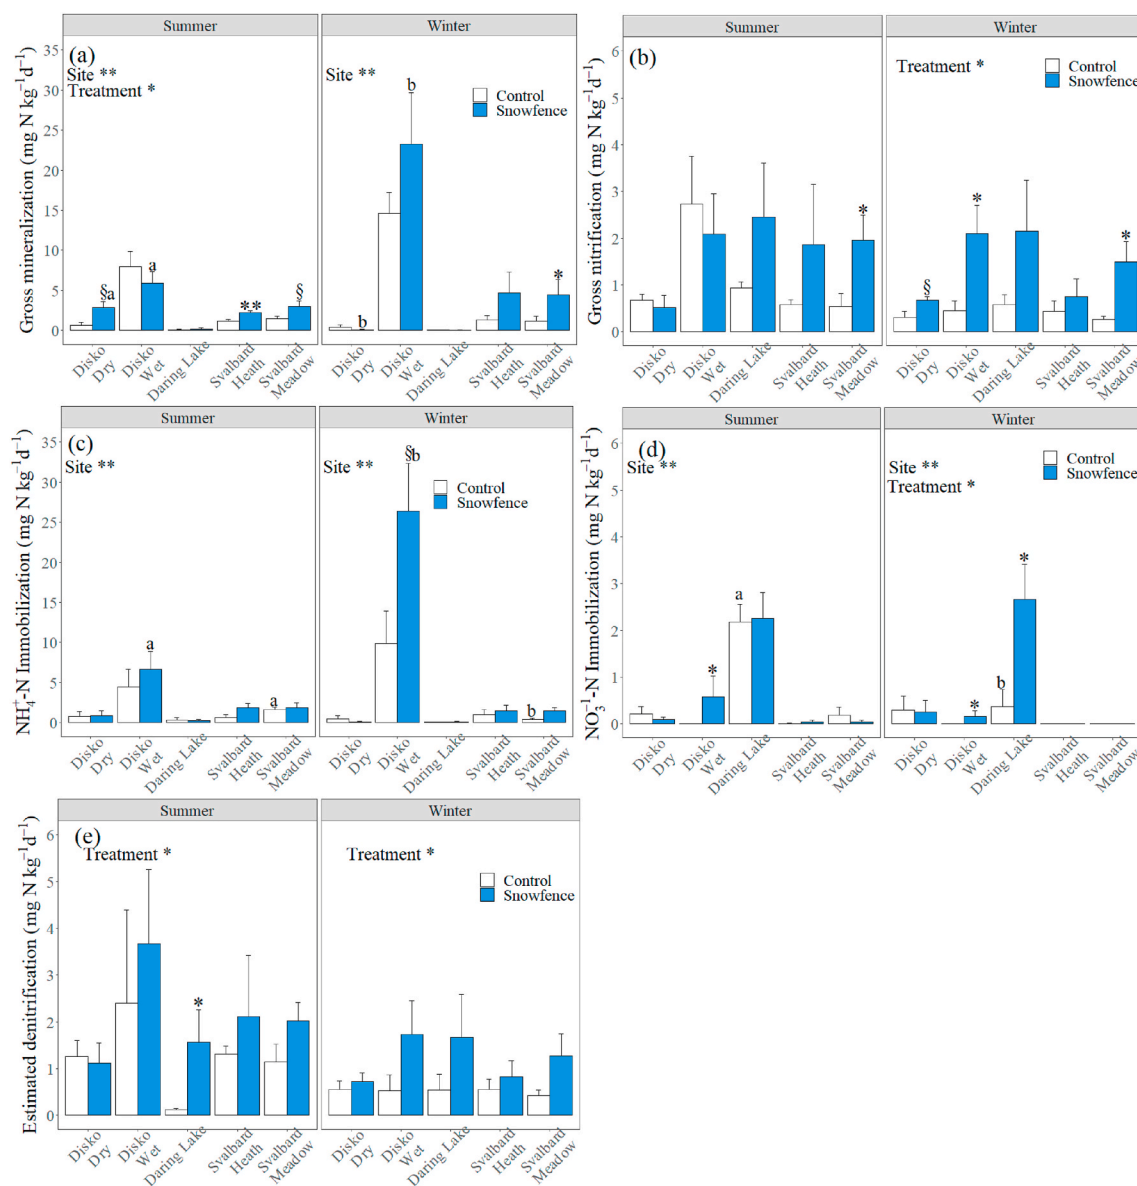 Summer
Winter
(a)
Site **
Treatment *
Site **
Control
Snowfence
§a
a
**
§
b
b
*
35
30
25
20
15
10
5
0
Gross mineralization (mg N kg⁻¹d⁻¹)
Disko Dry
Disko Wet
Daring Lake
Svalbard Heath
Svalbard Meadow
Disko Dry
Disko Wet
Daring Lake
Svalbard Heath
Svalbard Meadow
Summer
Winter
(b)
Treatment *
Control
Snowfence
*
§
*
*
6
5
4
3
2
1
0
Gross nitrification (mg N kg⁻¹d⁻¹)
Disko Dry
Disko Wet
Daring Lake
Svalbard Heath
Svalbard Meadow
Disko Dry
Disko Wet
Daring Lake
Svalbard Heath
Svalbard Meadow
Summer
Winter
(c)
Site **
Site **
Control
Snowfence
a
a
§b
b
35
30
25
20
15
10
5
0
NH₄⁺-N Immobilization (mg N kg⁻¹d⁻¹)
Disko Dry
Disko Wet
Daring Lake
Svalbard Heath
Svalbard Meadow
Disko Dry
Disko Wet
Daring Lake
Svalbard Heath
Svalbard Meadow
Summer
Winter
(d)
Site **
Site **
Treatment *
Control
Snowfence
*
a
*
b
*
6
5
4
3
2
1
0
NO₃⁻¹-N Immobilization (mg N kg⁻¹d⁻¹)
Disko Dry
Disko Wet
Daring Lake
Svalbard Heath
Svalbard Meadow
Disko Dry
Disko Wet
Daring Lake
Svalbard Heath
Svalbard Meadow
Summer
Winter
(e)
Treatment *
Treatment *
Control
Snowfence
*
6
5
4
3
2
1
0
Estimated denitrification (mg N kg⁻¹d⁻¹)
Disko Dry
Disko Wet
Daring Lake
Svalbard Heath
Svalbard Meadow
Disko Dry
Disko Wet
Daring Lake
Svalbard Heath
Svalbard Meadow